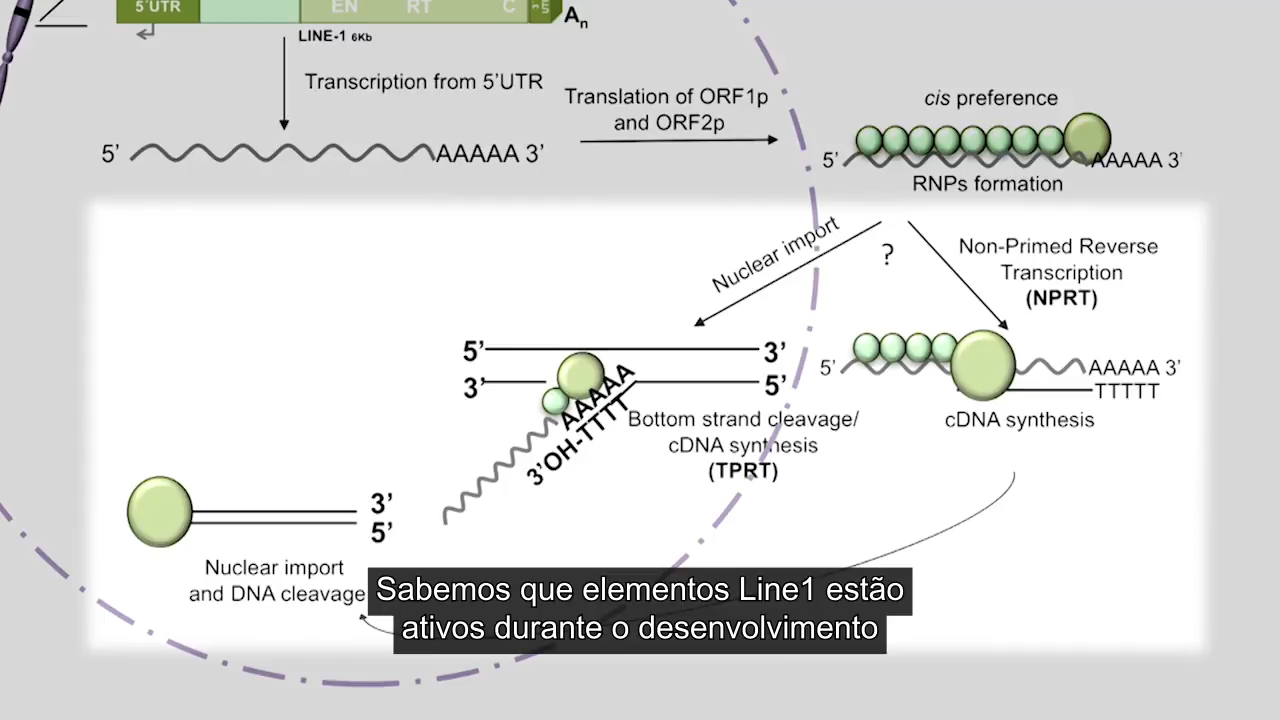 5'UTR
EN
RT
C
An
LINE-1 6Kb
Transcription from 5'UTR
Translation of ORF1p
and ORF2p
cis preference
5'
AAAAA 3'
5'
AAAAA 3'
RNPs formation
Nuclear import
?
Non-Primed Reverse
Transcription
(NPRT)
5'
3'
3'
5'
AAAAA
3'OH-TTTT
5'
AAAAA 3'
TTTTT
Bottom strand cleavage/
cDNA synthesis
(TPRT)
cDNA synthesis
3'
5'
Nuclear import
and DNA cleavage
Sabemos que elementos Line1 estão
ativos durante o desenvolvimento